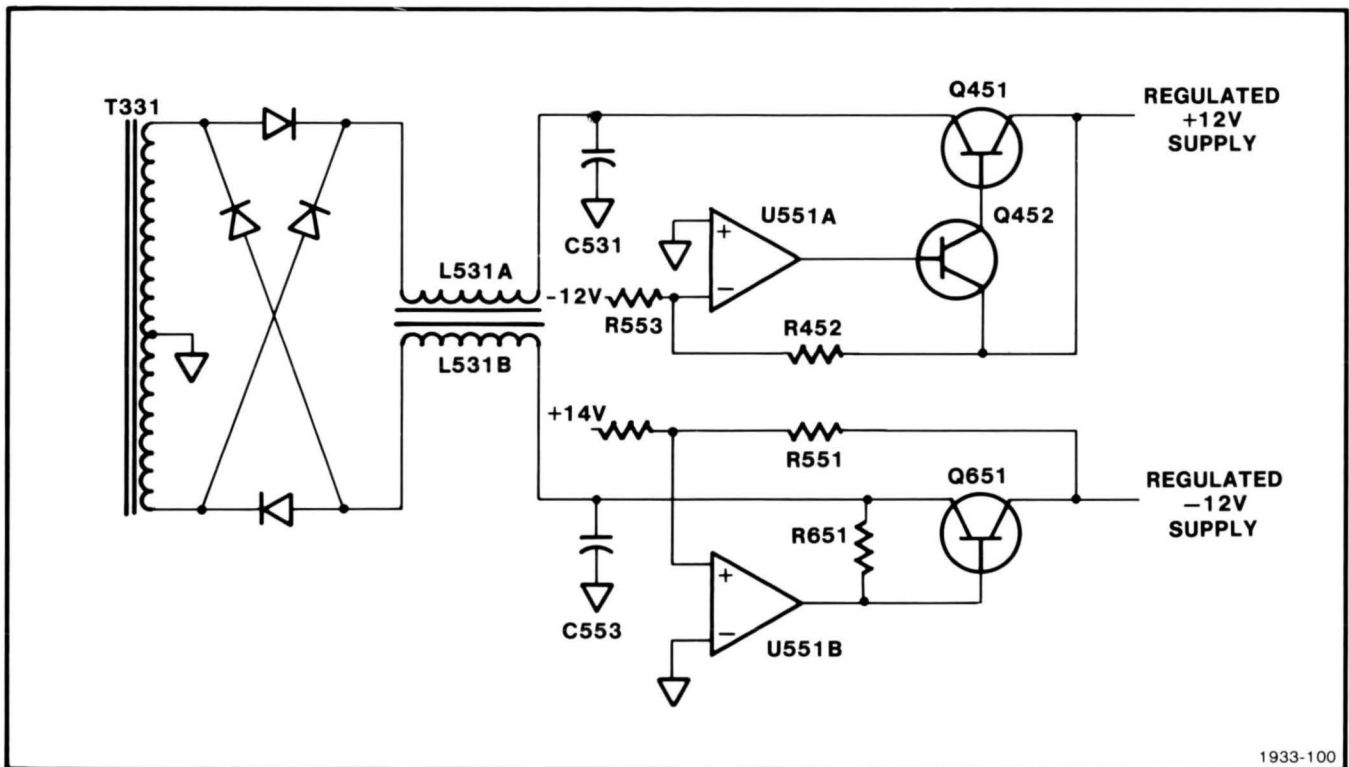 T331
Q451
REGULATED
+12V
SUPPLY
U551A
Q452
C531
+
−
L531A
-12V
R553
R452
L531B
+14V
R551
Q651
REGULATED
−12V
SUPPLY
R651
+
−
C553
U551B
1933-100